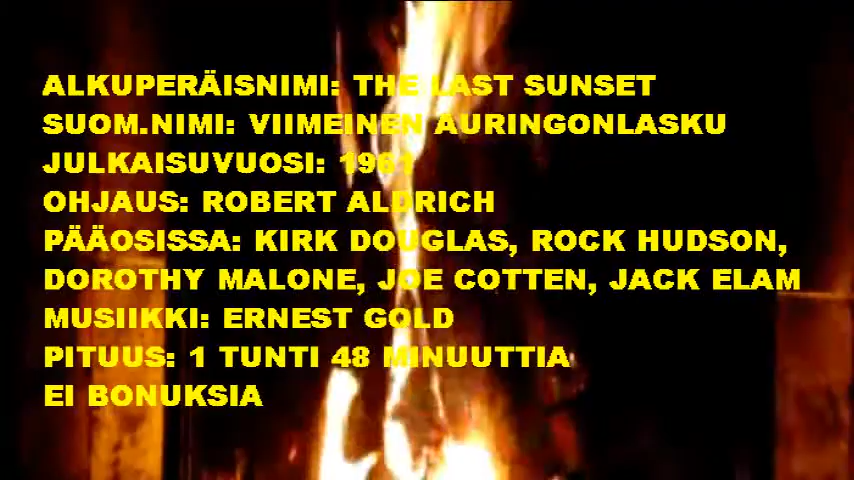 ALKUPERÄISNIMI: THE LAST SUNSET
SUOM.NIMI: VIIMEINEN AURINGONLASKU
JULKAISUVUOSI: 1961
OHJAUS: ROBERT ALDRICH
PÄÄOSISSA: KIRK DOUGLAS, ROCK HUDSON,
DOROTHY MALONE, JOE COTTEN, JACK ELAM
MUSIIKKI: ERNEST GOLD
PITUUS: 1 TUNTI 48 MINUUTTIA
EI BONUKSIA